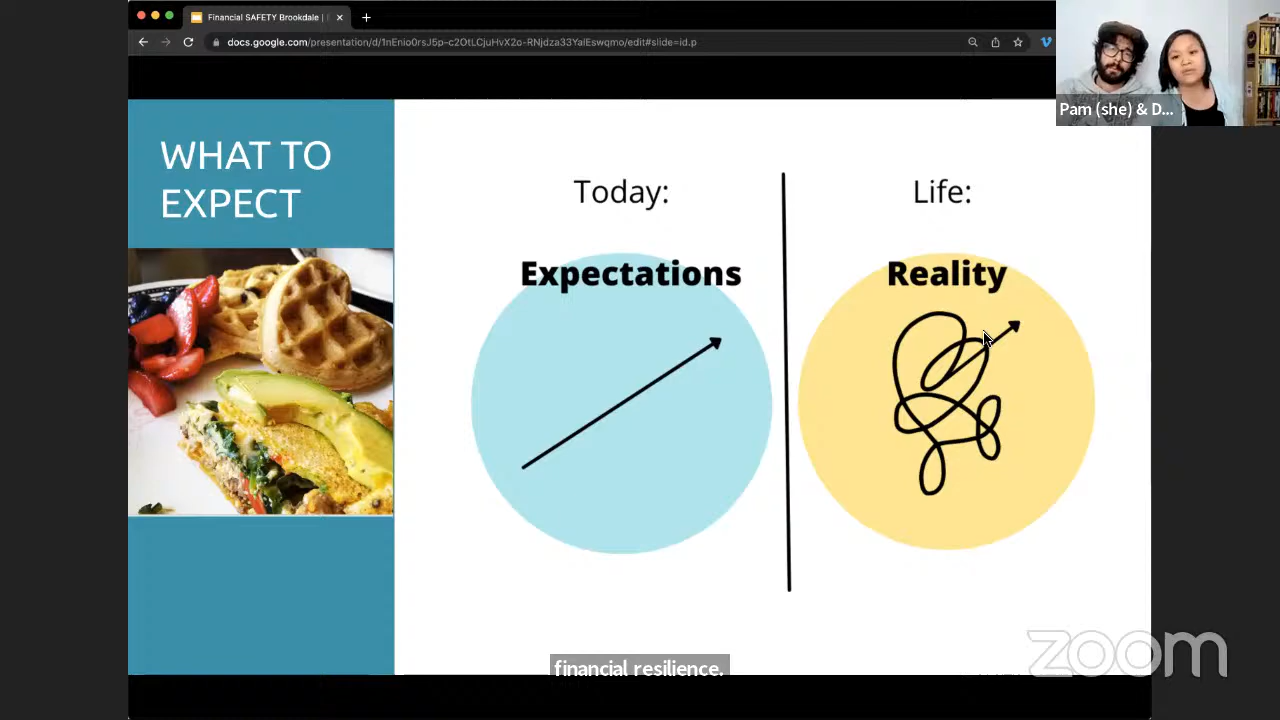 Financial SAFETY Brookdale |
docs.google.com/presentation/d/1nEnio0rsJ5p-c2OtLCjuHvX2o-RNjdza33YalEswqmo/edit#slide=id.p
Pam (she) & D...
WHAT TO
EXPECT
Today:
Expectations
Life:
Reality
financial resilience.
zoom